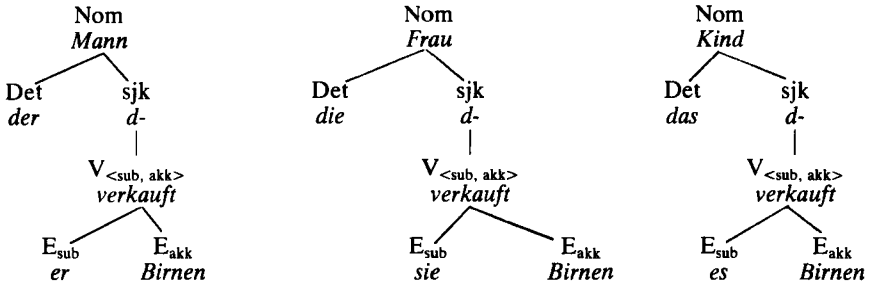 Nom Nom Nom
Mann Frau Kind
Det sjk Det sjk Det sjk
der d- die d- das d-
V<sub, akk> V<sub, akk> V<sub, akk>
verkauft verkauft verkauft
Esub Eakk Esub Eakk Esub Eakk
er Birnen sie Birnen es Birnen